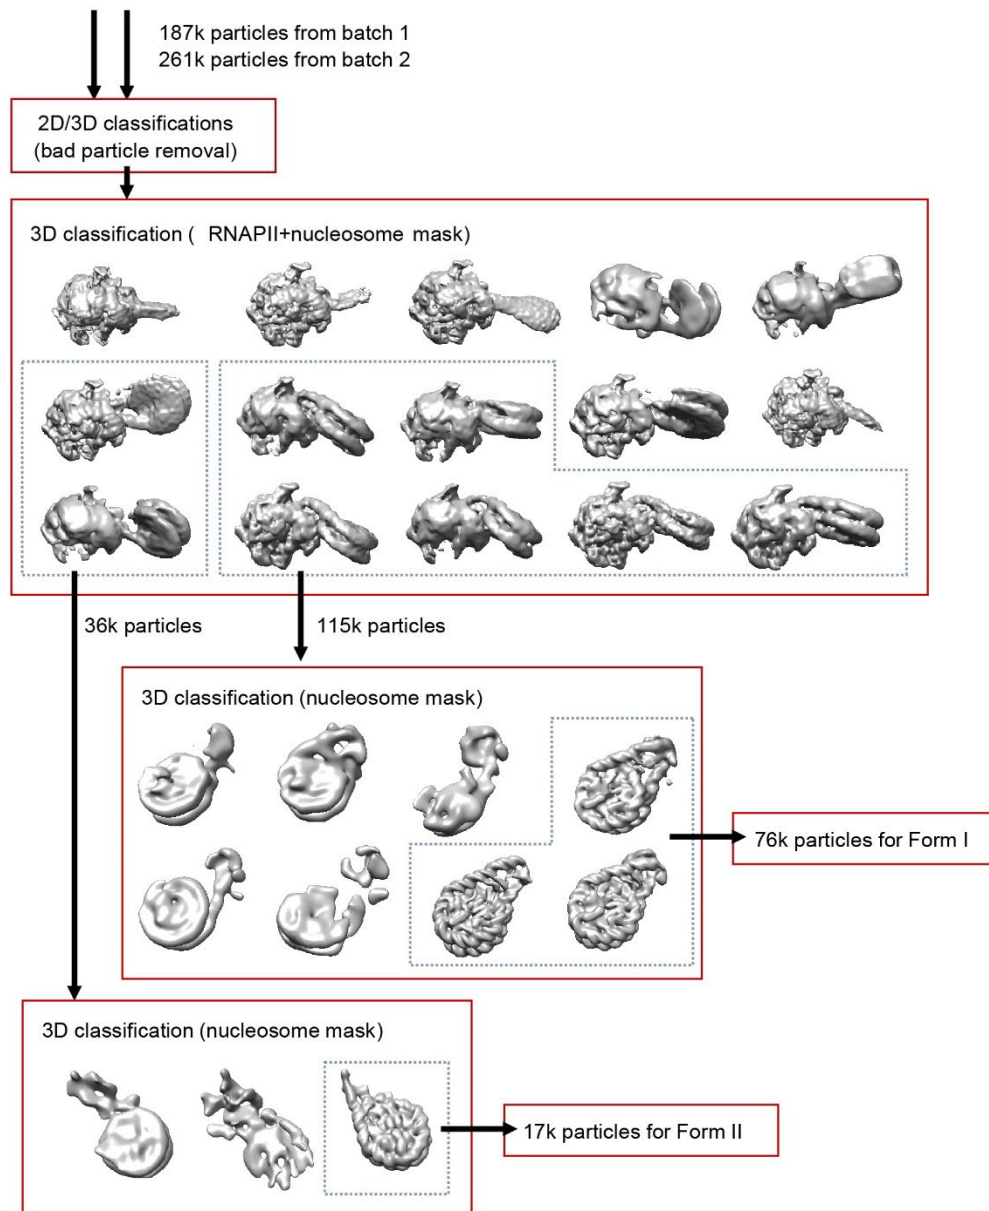 187k particles from batch 1
261k particles from batch 2
2D/3D classifications
(bad particle removal)
3D classification ( RNAPII+nucleosome mask)
36k particles
115k particles
3D classification (nucleosome mask)
76k particles for Form I
3D classification (nucleosome mask)
17k particles for Form II